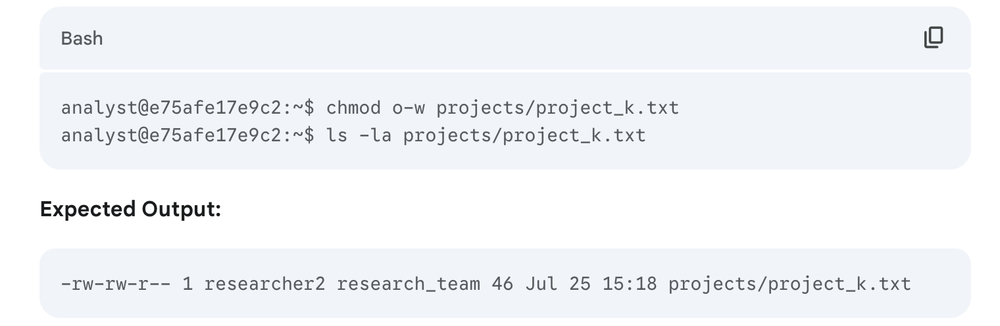 Bash
analyst@e75afe17e9c2:~$ chmod o-w projects/project_k.txt
analyst@e75afe17e9c2:~$ ls -la projects/project_k.txt
Expected Output:
-rw-rw-r-- 1 researcher2 research_team 46 Jul 25 15:18 projects/project_k.txt